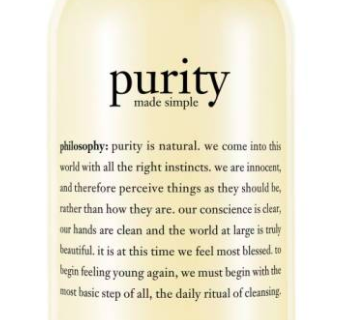 purity
made simple
philosophy: purity is natural. we come into this
world with all the right instincts. we are innocent,
and therefore perceive things as they should be,
rather than how they are. our conscience is clear,
our hands are clean and the world at large is truly
beautiful. it is at this time we feel most blessed. to
begin feeling young again, we must begin with the
most basic step of all, the daily ritual of cleansing.